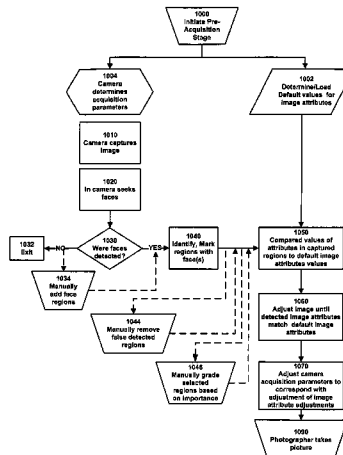 1000
Initiate Pre-
Acquisition
Stage
1004
Camera
determines
acquisition
parameters
1002
Determine/Load
Default values for
image attributes
1010
Camera captures
image
1020
In camera seeks
faces
1030
Were faces
detected?
NO
YES
1032
Exit
1034
Manually
add face
regions
1040
Identify, Mark
regions with
face(s)
1044
Manually remove
false detected
regions
1046
Manually grade
selected
regions based
on importance
1050
Compared values of
attributes in captured
regions to default image
attributes values
1060
Adjust image until
detected image attributes
match default image
attributes
1070
Adjust camera
acquisition parameters to
correspond with
adjustment of image
attribute adjustments
1090
Photographer takes
picture